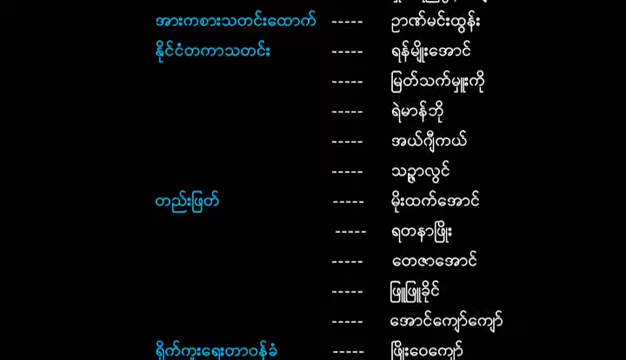 အားကစားသတင်းထောက် ----- ဉာဏ်မင်းထွန်း
နိုင်ငံတကာသတင်း ----- ရန်မျိုးအောင်
----- မြတ်သက်မှူးကို
----- ရဲမာန်ဘို
----- အယ်ဂျီကယ်
----- သဥ္ဇာလွင်
တည်းဖြတ် ----- မိုးထက်အောင်
----- ရတနာဖြိုး
----- တေဇာအောင်
----- ဖြူဖြူခိုင်
----- အောင်ကျော်ကျော်
ရိုက်ကူးရေးတာဝန်ခံ ----- ဖြိုးဝေကျော်